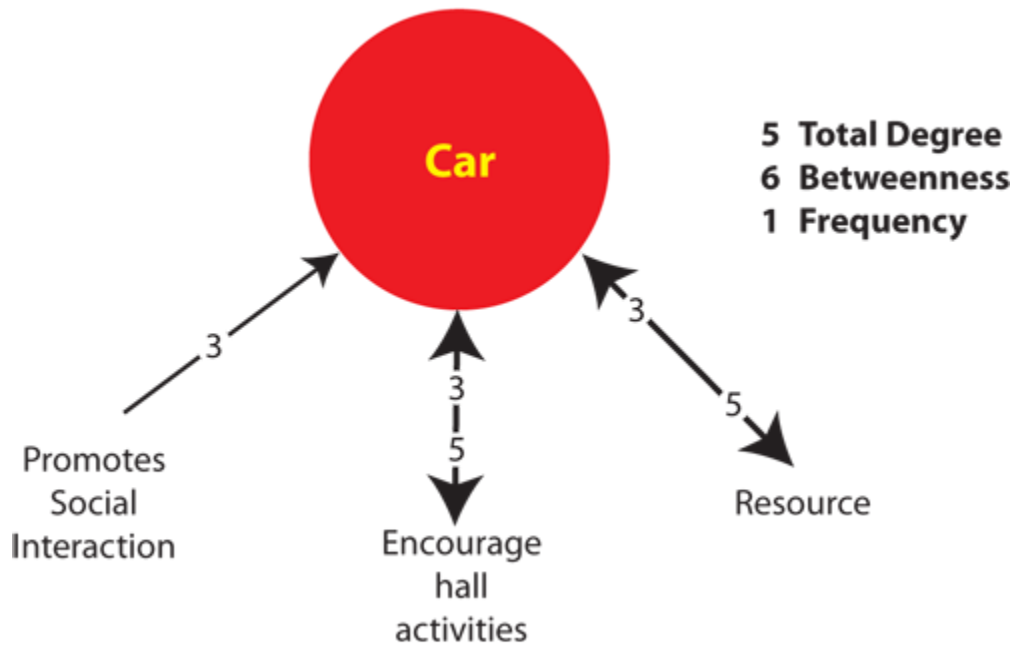 Car
5 Total Degree
6 Betweenness
1 Frequency
3
3
5
3
5
Promotes
Social
Interaction
Encourage
hall
activities
Resource